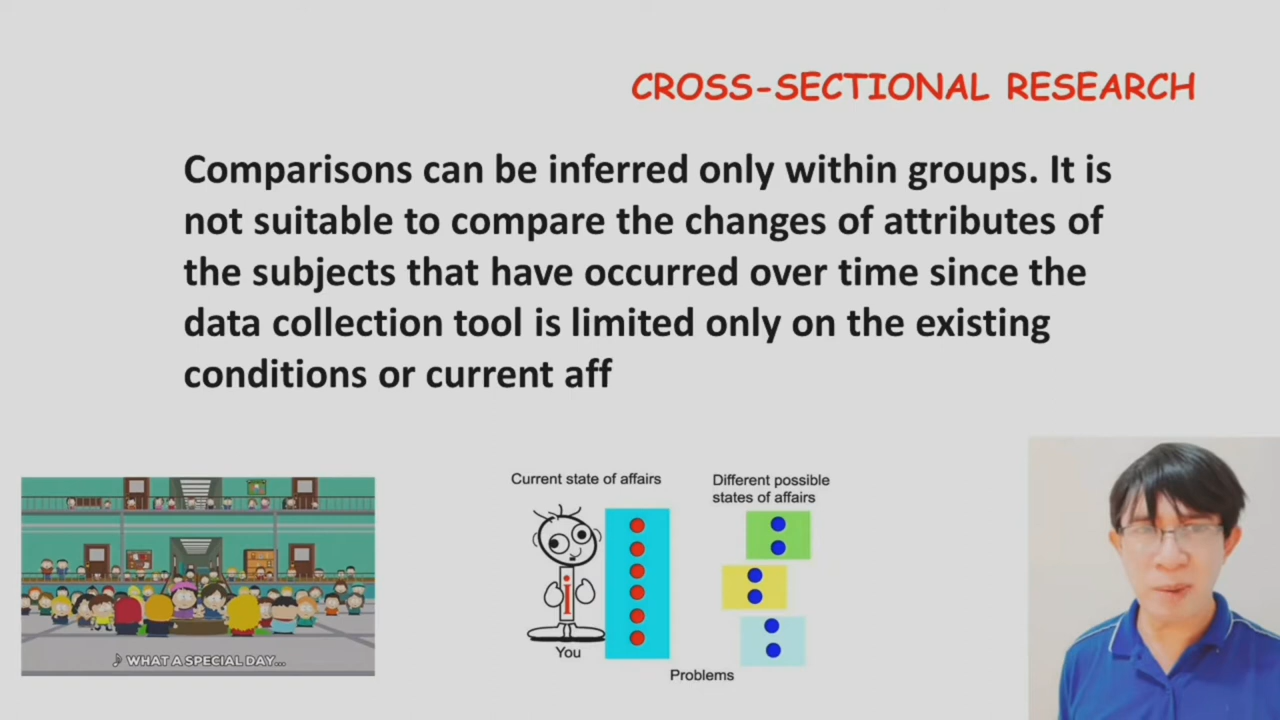 CROSS-SECTIONAL RESEARCH
Comparisons can be inferred only within groups. It is
not suitable to compare the changes of attributes of
the subjects that have occurred over time since the
data collection tool is limited only on the existing
conditions or current aff
Current state of affairs
Different possible
states of affairs
i
You
Problems
♪ WHAT A SPECIAL DAY...